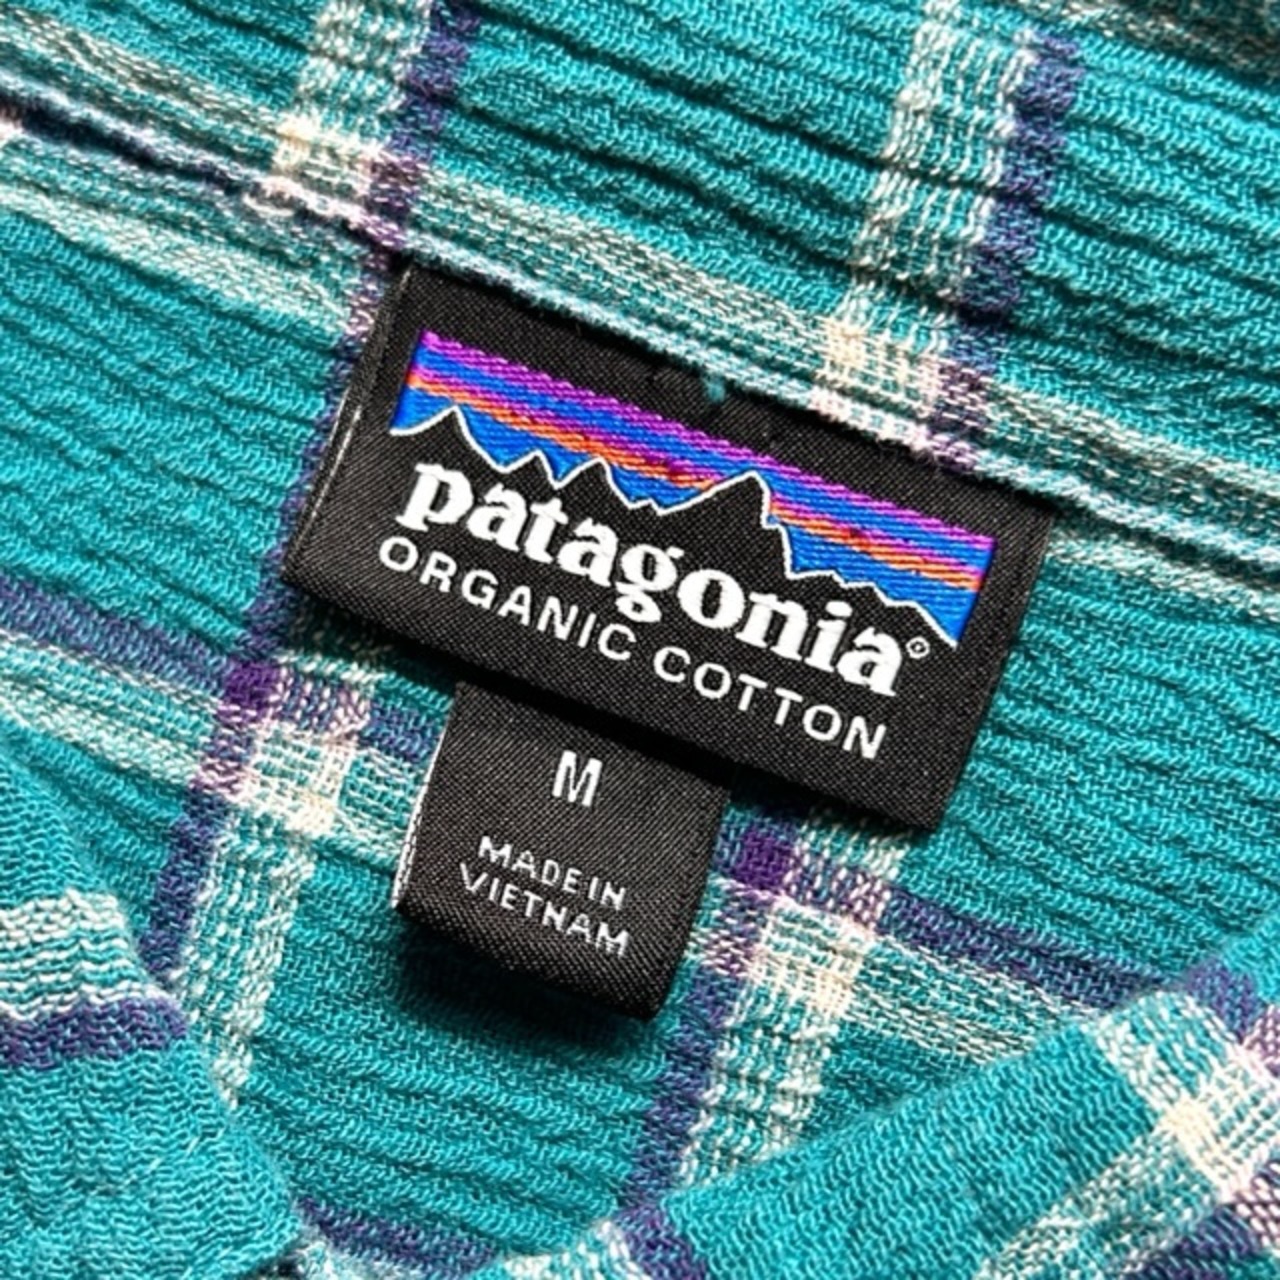 patagonia®
ORGANIC COTTON
M
MADE IN
VIETNAM